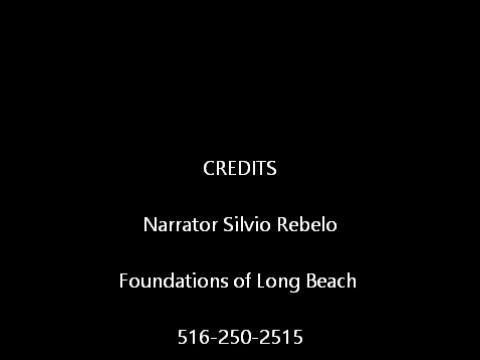 CREDITS
Narrator Silvio Rebelo
Foundations of Long Beach
516-250-2515